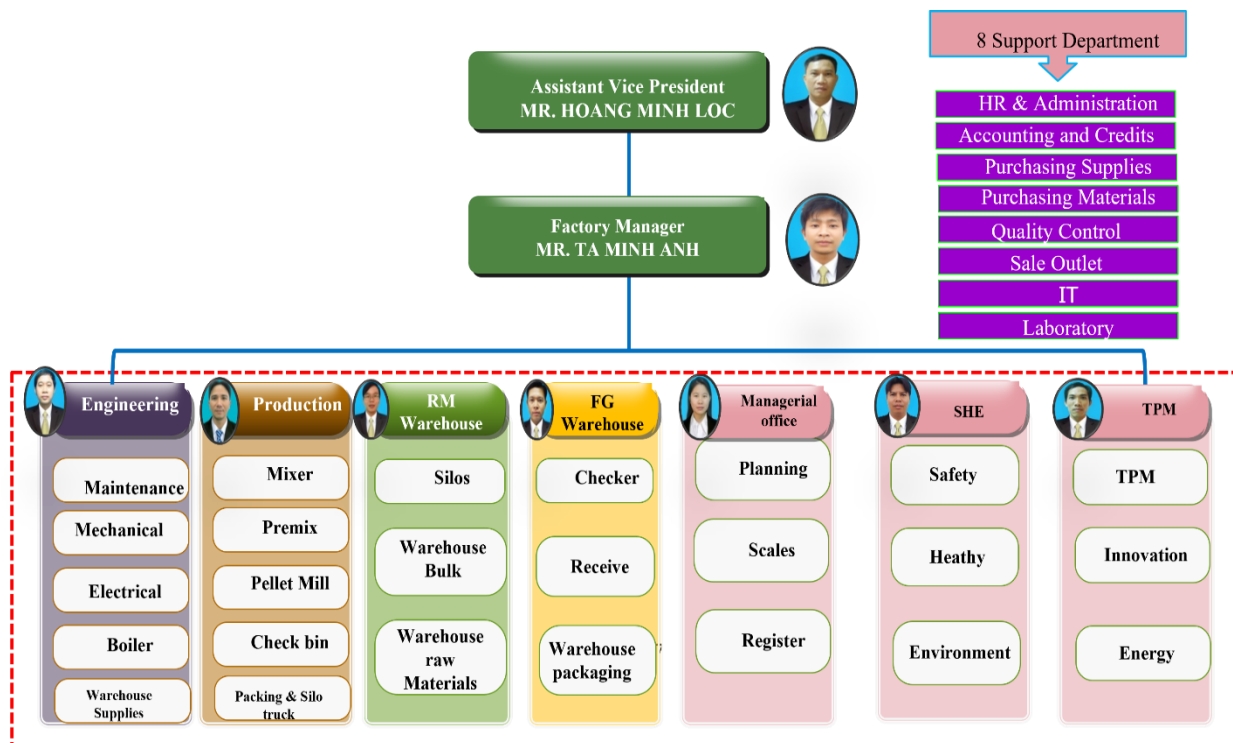 8 Support Department
Assistant Vice President
MR. HOANG MINH LOC
HR & Administration
Accounting and Credits
Purchasing Supplies
Purchasing Materials
Quality Control
Sale Outlet
IT
Laboratory
Factory Manager
MR. TA MINH ANH
Engineering
Maintenance
Mechanical
Electrical
Boiler
Warehouse
Supplies
Production
Mixer
Premix
Pellet Mill
Check bin
Packing & Silo
truck
RM
Warehouse
Silos
Warehouse
Bulk
Warehouse
raw
Materials
FG
Warehouse
Checker
Receive
Warehouse
packaging
Managerial
office
Planning
Scales
Register
SHE
Safety
Heathy
Environment
TPM
TPM
Innovation
Energy